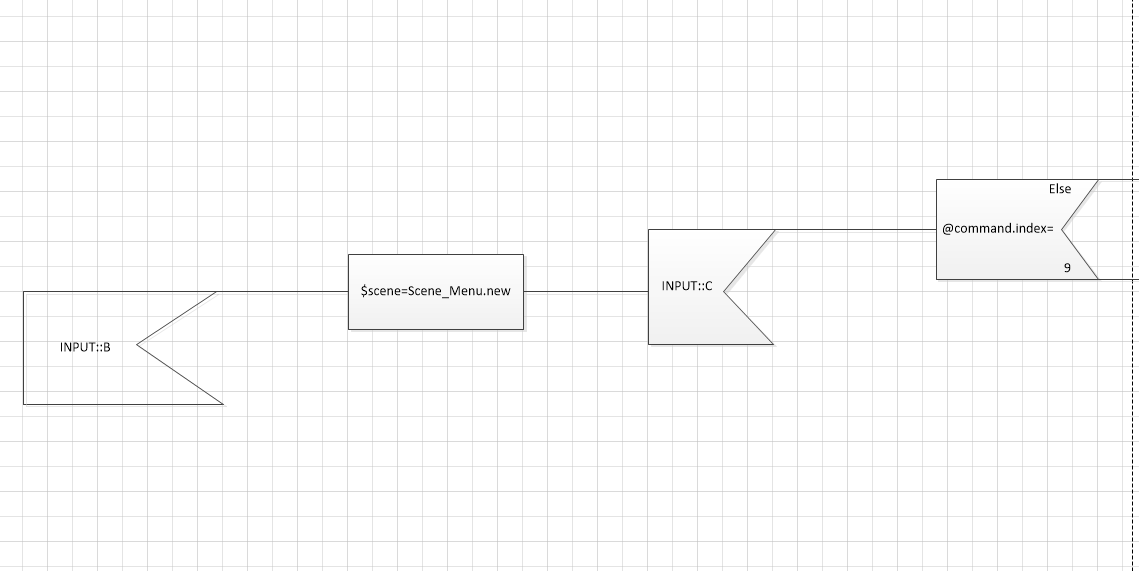 INPUT::B
$scene=Scene_Menu.new
INPUT::C
Else
@command.index=
9